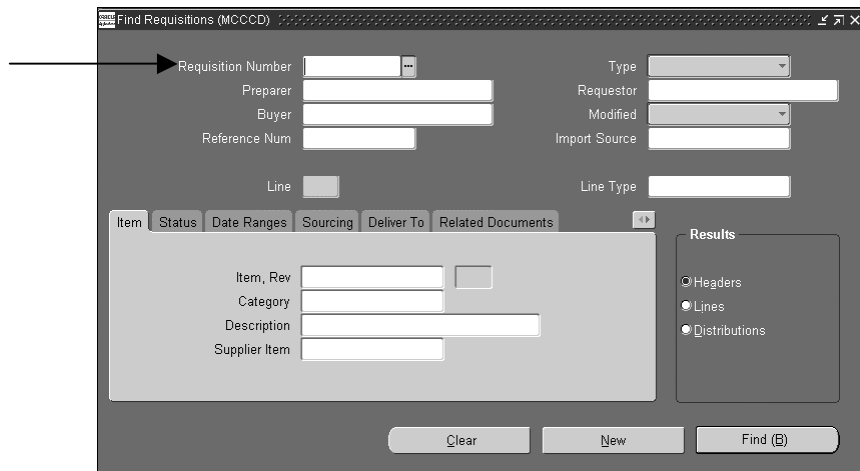 Find Requisitions (MCCCD)
Requisition Number ... Type
Preparer Requestor
Buyer Modified
Reference Num Import Source
Line Line Type
Item Status Date Ranges Sourcing Deliver To Related Documents
Results
Item, Rev
Headers
Category
Lines
Description
Distributions
Supplier Item
Clear New Find (B)